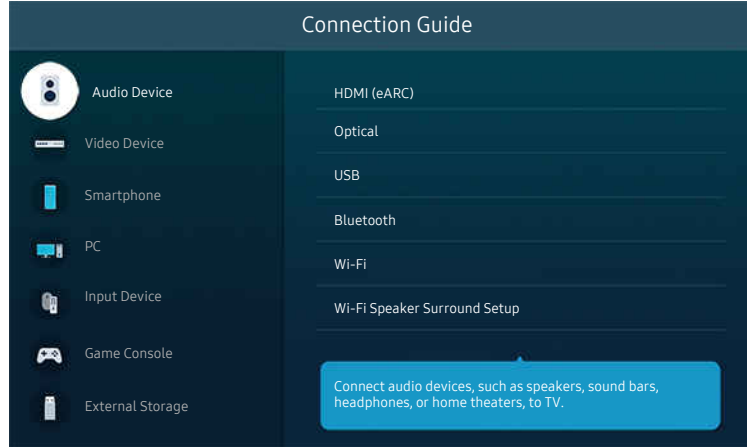 Connection Guide
Audio Device
Video Device
Smartphone
PC
Input Device
Game Console
External Storage
HDMI (eARC)
Optical
USB
Bluetooth
Wi-Fi
Wi-Fi Speaker Surround Setup
Connect audio devices, such as speakers, sound bars,
headphones, or home theaters, to TV.